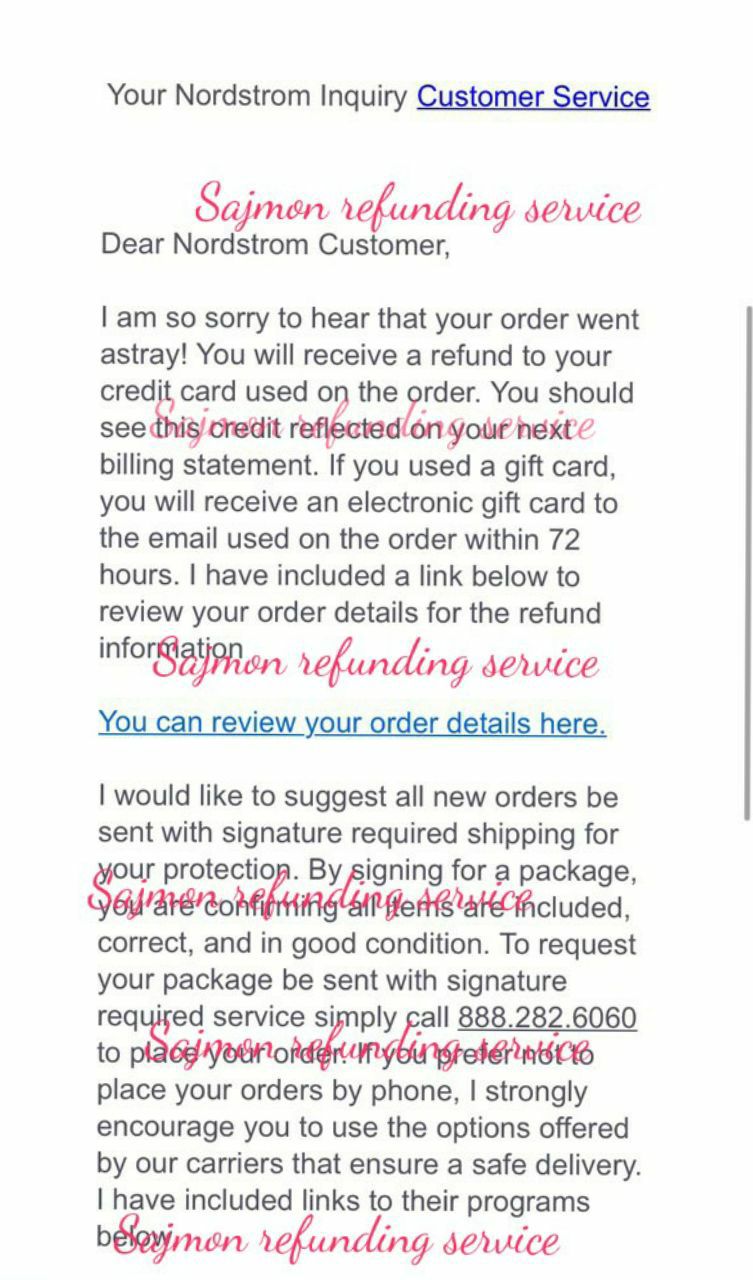 Your Nordstrom Inquiry Customer Service
Sajmon refunding service
Dear Nordstrom Customer,
I am so sorry to hear that your order went
astray! You will receive a refund to your
credit card used on the order. You should
see this credit reflected on your next
Sajmon refunding service
billing statement. If you used a gift card,
you will receive an electronic gift card to
the email used on the order within 72
hours. I have included a link below to
review your order details for the refund
information
Sajmon refunding service
You can review your order details here.
I would like to suggest all new orders be
sent with signature required shipping for
your protection. By signing for a package,
Sajmon refunding service
you are confirming all items are included,
correct, and in good condition. To request
your package be sent with signature
required service simply call 888.282.6060
Sajmon refunding service
to place your order. If you prefer not to
place your orders by phone, I strongly
encourage you to use the options offered
by our carriers that ensure a safe delivery.
I have included links to their programs
below
Sajmon refunding service